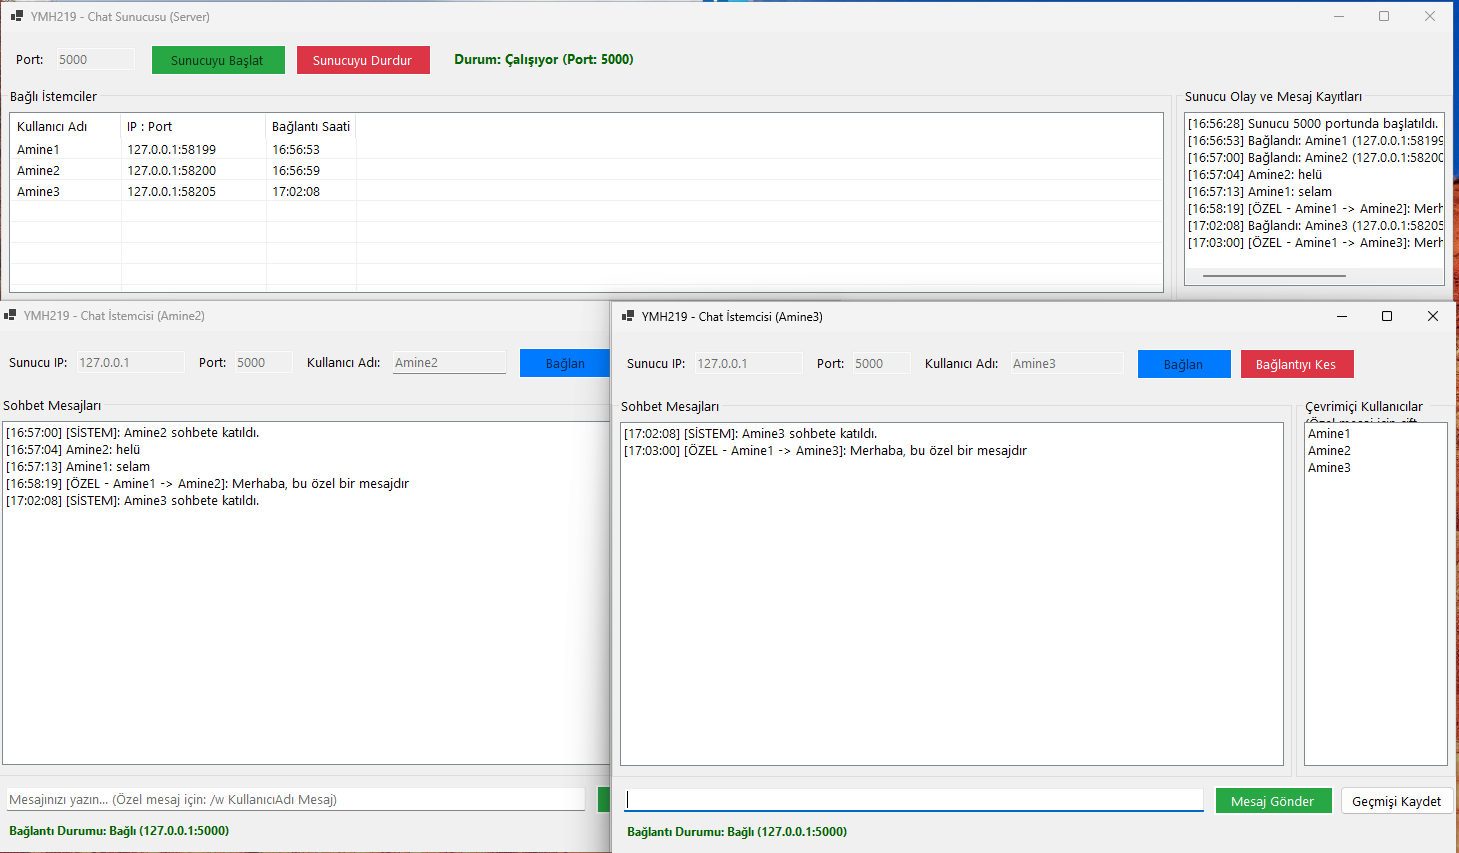 YMH219 - Chat Sunucusu (Server)
Port: 5000 Sunucuyu Başlat Sunucuyu Durdur Durum: Çalışıyor (Port: 5000)
Bağlı İstemciler
Kullanıcı Adı IP : Port Bağlantı Saati
Amine1 127.0.0.1:58199 16:56:53
Amine2 127.0.0.1:58200 16:56:59
Amine3 127.0.0.1:58205 17:02:08
Sunucu Olay ve Mesaj Kayıtları
[16:56:28] Sunucu 5000 portunda başlatıldı.
[16:56:53] Bağlandı: Amine1 (127.0.0.1:58199
[16:57:00] Bağlandı: Amine2 (127.0.0.1:58200
[16:57:04] Amine2: helü
[16:57:13] Amine1: selam
[16:58:19] [ÖZEL - Amine1 -> Amine2]: Merh
[17:02:08] Bağlandı: Amine3 (127.0.0.1:58205
[17:03:00] [ÖZEL - Amine1 -> Amine3]: Merh
YMH219 - Chat İstemcisi (Amine2)
Sunucu IP: 127.0.0.1 Port: 5000 Kullanıcı Adı: Amine2 Bağlan
Sohbet Mesajları
[16:57:00] [SİSTEM]: Amine2 sohbete katıldı.
[16:57:04] Amine2: helü
[16:57:13] Amine1: selam
[16:58:19] [ÖZEL - Amine1 -> Amine2]: Merhaba, bu özel bir mesajdır
[17:02:08] [SİSTEM]: Amine3 sohbete katıldı.
Mesajınızı yazın... (Özel mesaj için: /w KullanıcıAdı Mesaj)
Bağlantı Durumu: Bağlı (127.0.0.1:5000)
YMH219 - Chat İstemcisi (Amine3)
Sunucu IP: 127.0.0.1 Port: 5000 Kullanıcı Adı: Amine3 Bağlan Bağlantıyı Kes
Sohbet Mesajları
[17:02:08] [SİSTEM]: Amine3 sohbete katıldı.
[17:03:00] [ÖZEL - Amine1 -> Amine3]: Merhaba, bu özel bir mesajdır
Çevrimiçi Kullanıcılar
(Özel mesaj için çift
Amine1
Amine2
Amine3
Mesaj Gönder Geçmişi Kaydet
Bağlantı Durumu: Bağlı (127.0.0.1:5000)